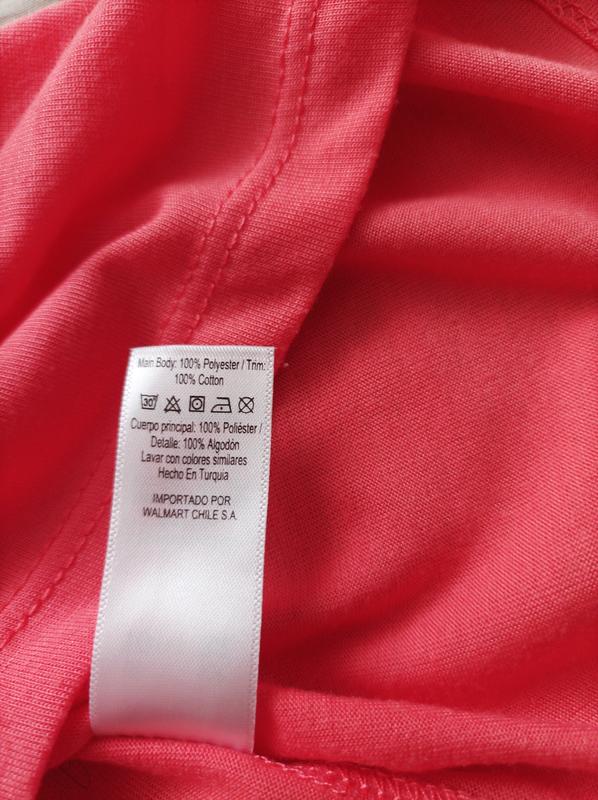 Main Body: 100% Polyester / Trim:
100% Cotton
30°
Cuerpo principal: 100% Poliéster /
Detalle: 100% Algodón
Lavar con colores similares
Hecho En Turquia
IMPORTADO POR
WALMART CHILE S.A.